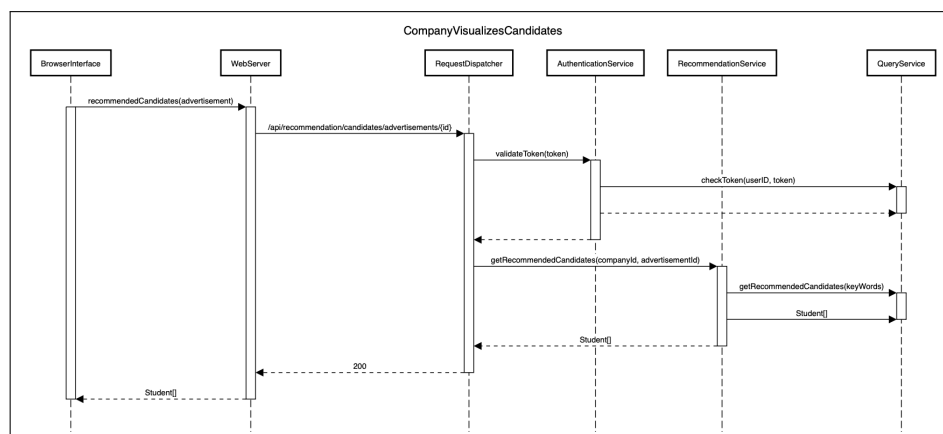 CompanyVisualizesCandidates
BrowserInterface
WebServer
RequestDispatcher
AuthenticationService
RecommendationService
QueryService
recommendedCandidates(advertisement)
/api/recommendation/candidates/advertisements/{id}
validateToken(token)
checkToken(userID, token)
getRecommendedCandidates(companyId, advertisementId)
getRecommendedCandidates(keyWords)
Student[]
Student[]
200
Student[]